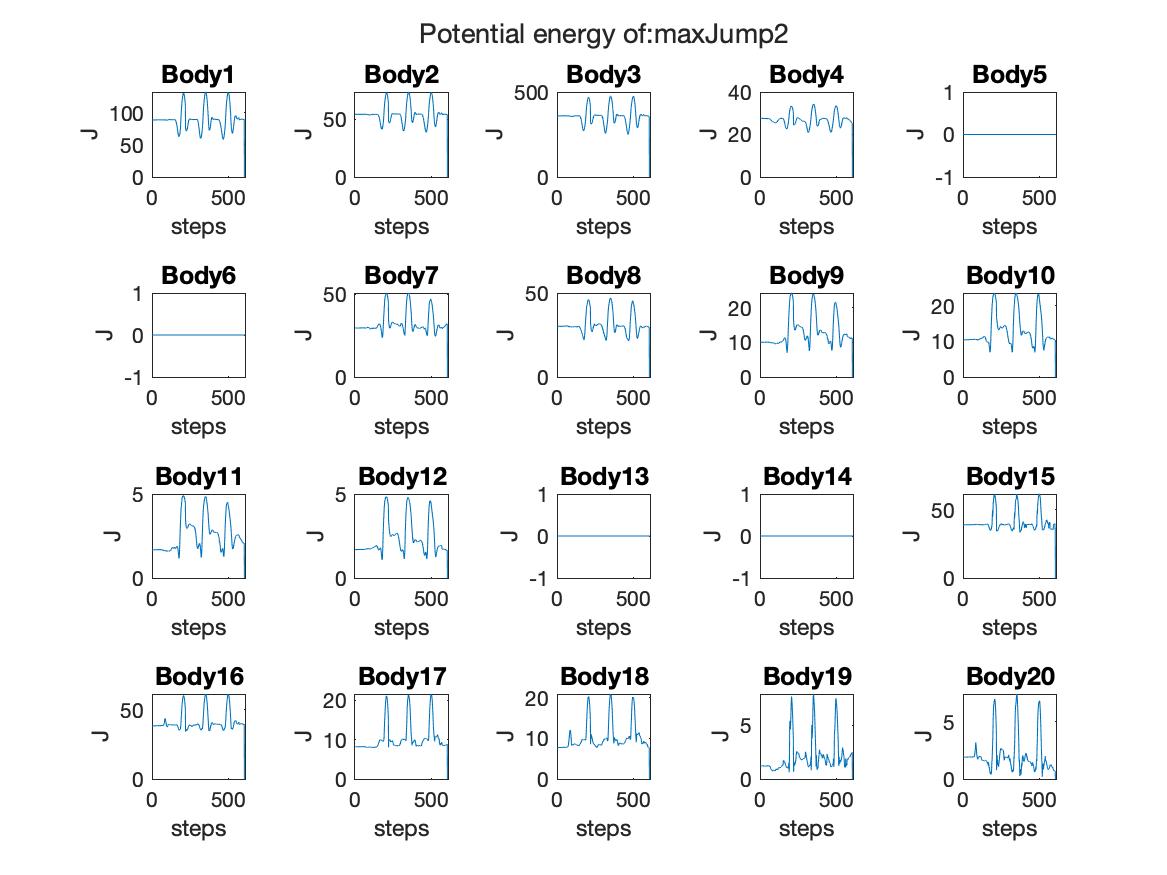 Potential energy of:maxJump2
Body1 Body2 Body3 Body4 Body5
100 50 0 J 0 500 steps
50 0 J 0 500 steps
500 0 J 0 500 steps
40 20 0 J 0 500 steps
1 0 -1 J 0 500 steps
Body6 Body7 Body8 Body9 Body10
1 0 -1 J 0 500 steps
50 0 J 0 500 steps
50 0 J 0 500 steps
20 10 0 J 0 500 steps
20 10 0 J 0 500 steps
Body11 Body12 Body13 Body14 Body15
5 0 J 0 500 steps
5 0 J 0 500 steps
1 0 -1 J 0 500 steps
1 0 -1 J 0 500 steps
50 0 J 0 500 steps
Body16 Body17 Body18 Body19 Body20
50 0 J 0 500 steps
20 10 0 J 0 500 steps
20 10 0 J 0 500 steps
5 0 J 0 500 steps
5 0 J 0 500 steps